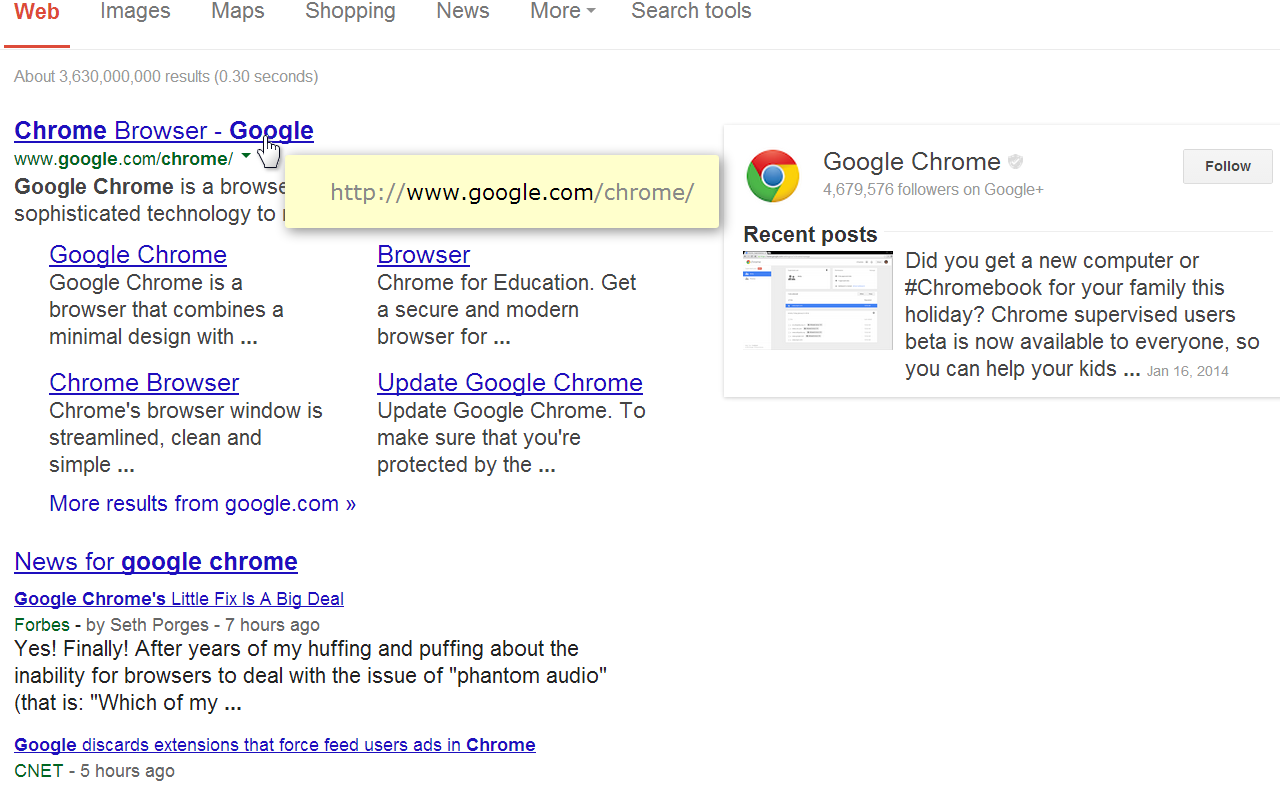 Web Images Maps Shopping News More Search tools
About 3,630,000,000 results (0.30 seconds)
Chrome Browser - Google
www.google.com/chrome/
Google Chrome is a browse
sophisticated technology to
http://www.google.com/chrome/
Google Chrome
Google Chrome is a
browser that combines a
minimal design with ...
Browser
Chrome for Education. Get
a secure and modern
browser for ...
Chrome Browser
Chrome's browser window is
streamlined, clean and
simple ...
Update Google Chrome
Update Google Chrome. To
make sure that you're
protected by the ...
More results from google.com »
News for google chrome
Google Chrome's Little Fix Is A Big Deal
Forbes - by Seth Porges - 7 hours ago
Yes! Finally! After years of my huffing and puffing about the
inability for browsers to deal with the issue of "phantom audio"
(that is: "Which of my ...
Google discards extensions that force feed users ads in Chrome
CNET - 5 hours ago
Google Chrome
4,679,576 followers on Google+
Follow
Recent posts
Did you get a new computer or
#Chromebook for your family this
holiday? Chrome supervised users
beta is now available to everyone, so
you can help your kids ... Jan 16, 2014